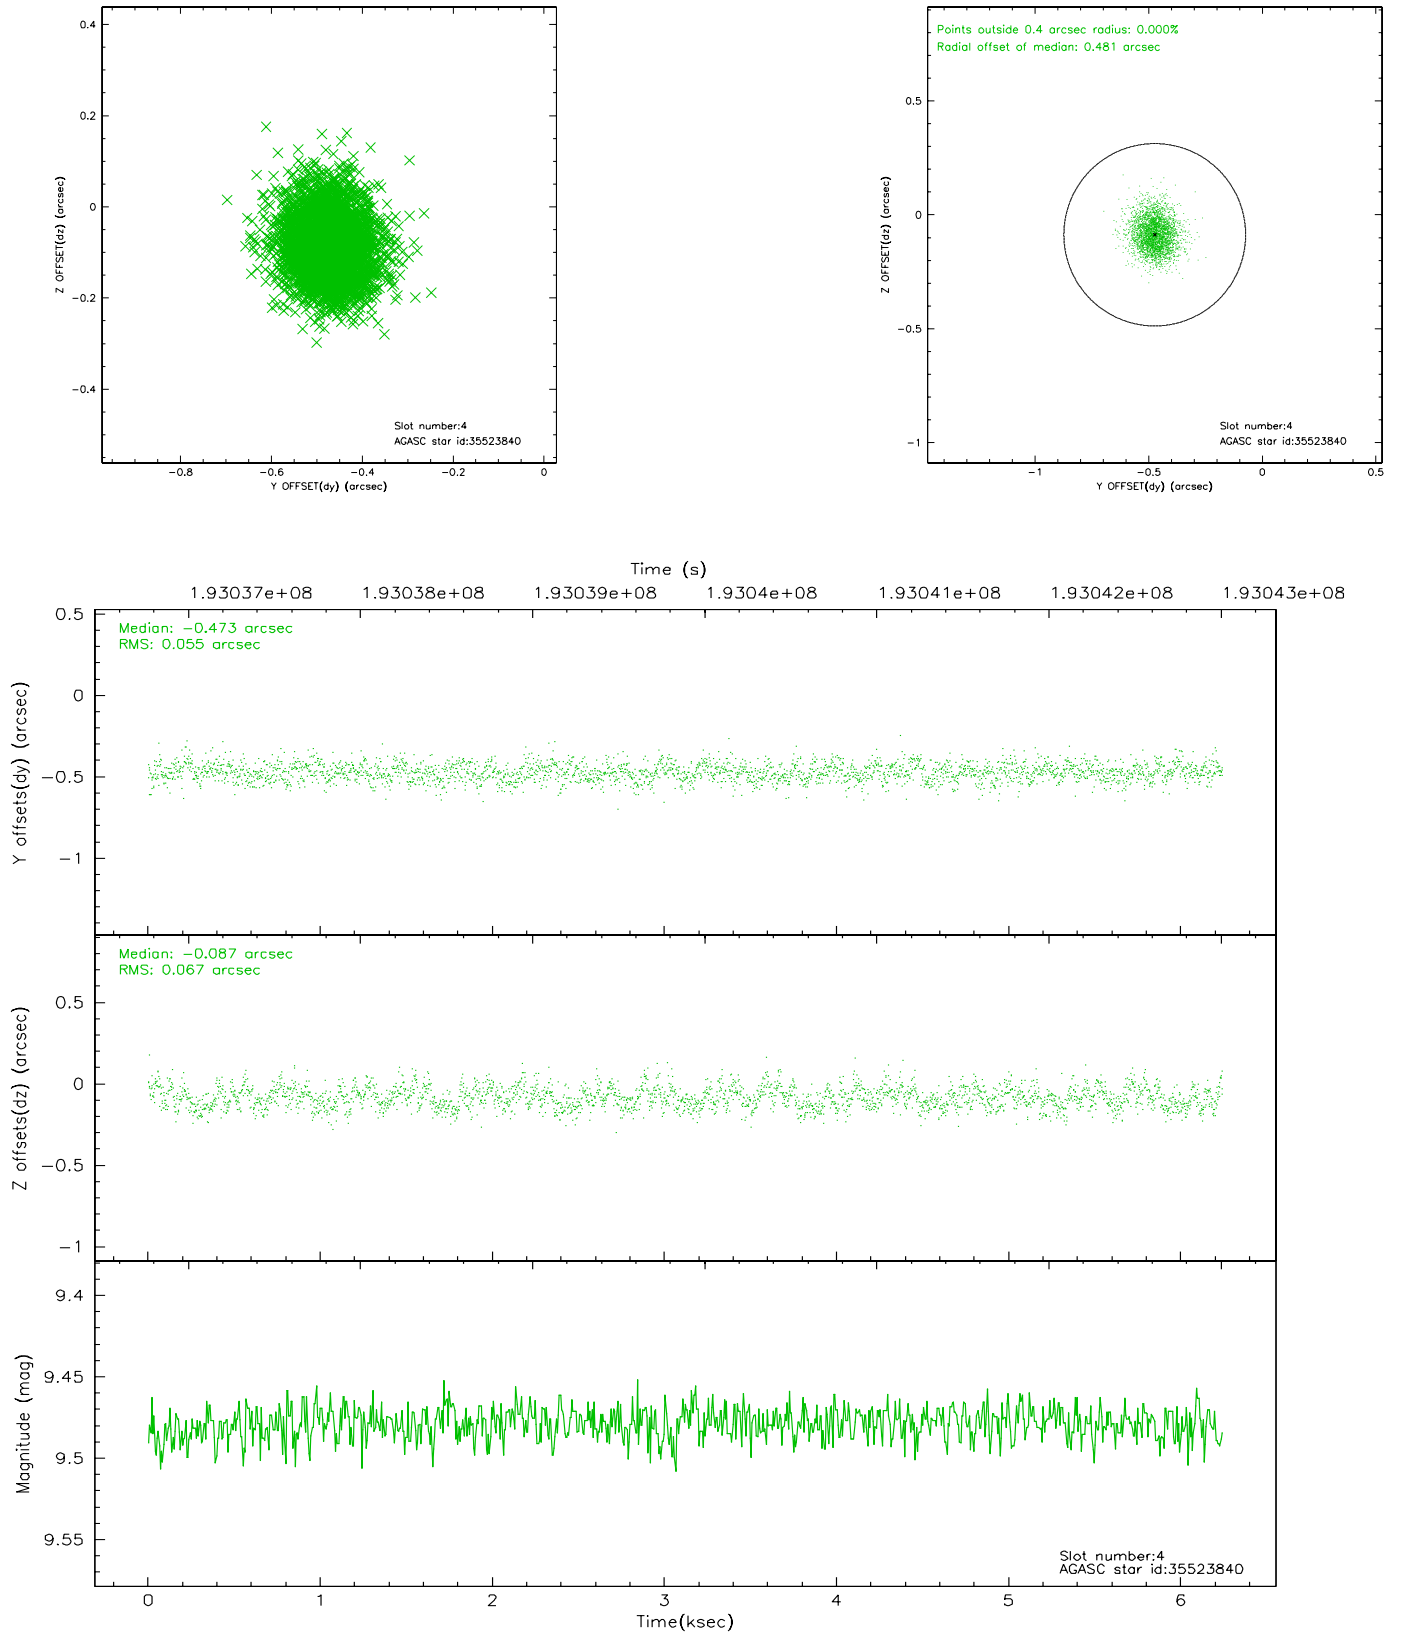 0.4
0.2
0
−0.2
−0.4
Z OFFSET(dz) (arcsec)
Slot number:4
AGASC star id:35523840
−0.8 −0.6 −0.4 −0.2 0
Y OFFSET(dy) (arcsec)
Points outside 0.4 arcsec radius: 0.000%
Radial offset of median: 0.481 arcsec
0.5
0
−0.5
−1
Z OFFSET(dz) (arcsec)
Slot number:4
AGASC star id:35523840
−1 −0.5 0 0.5
Y OFFSET(dy) (arcsec)
Time (s)
1.93037e+08 1.93038e+08 1.93039e+08 1.9304e+08 1.93041e+08 1.93042e+08 1.93043e+08
Median: −0.473 arcsec
RMS: 0.055 arcsec
0.5
0
−0.5
−1
Y offsets(dy) (arcsec)
Median: −0.087 arcsec
RMS: 0.067 arcsec
0.5
0
−0.5
−1
Z offsets(dz) (arcsec)
9.4
9.45
9.5
9.55
Magnitude (mag)
Slot number:4
AGASC star id:35523840
0 1 2 3 4 5 6
Time(ksec)